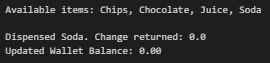 Available items: Chips, Chocolate, Juice, Soda
Dispensed Soda. Change returned: 0.0
Updated Wallet Balance: 0.00